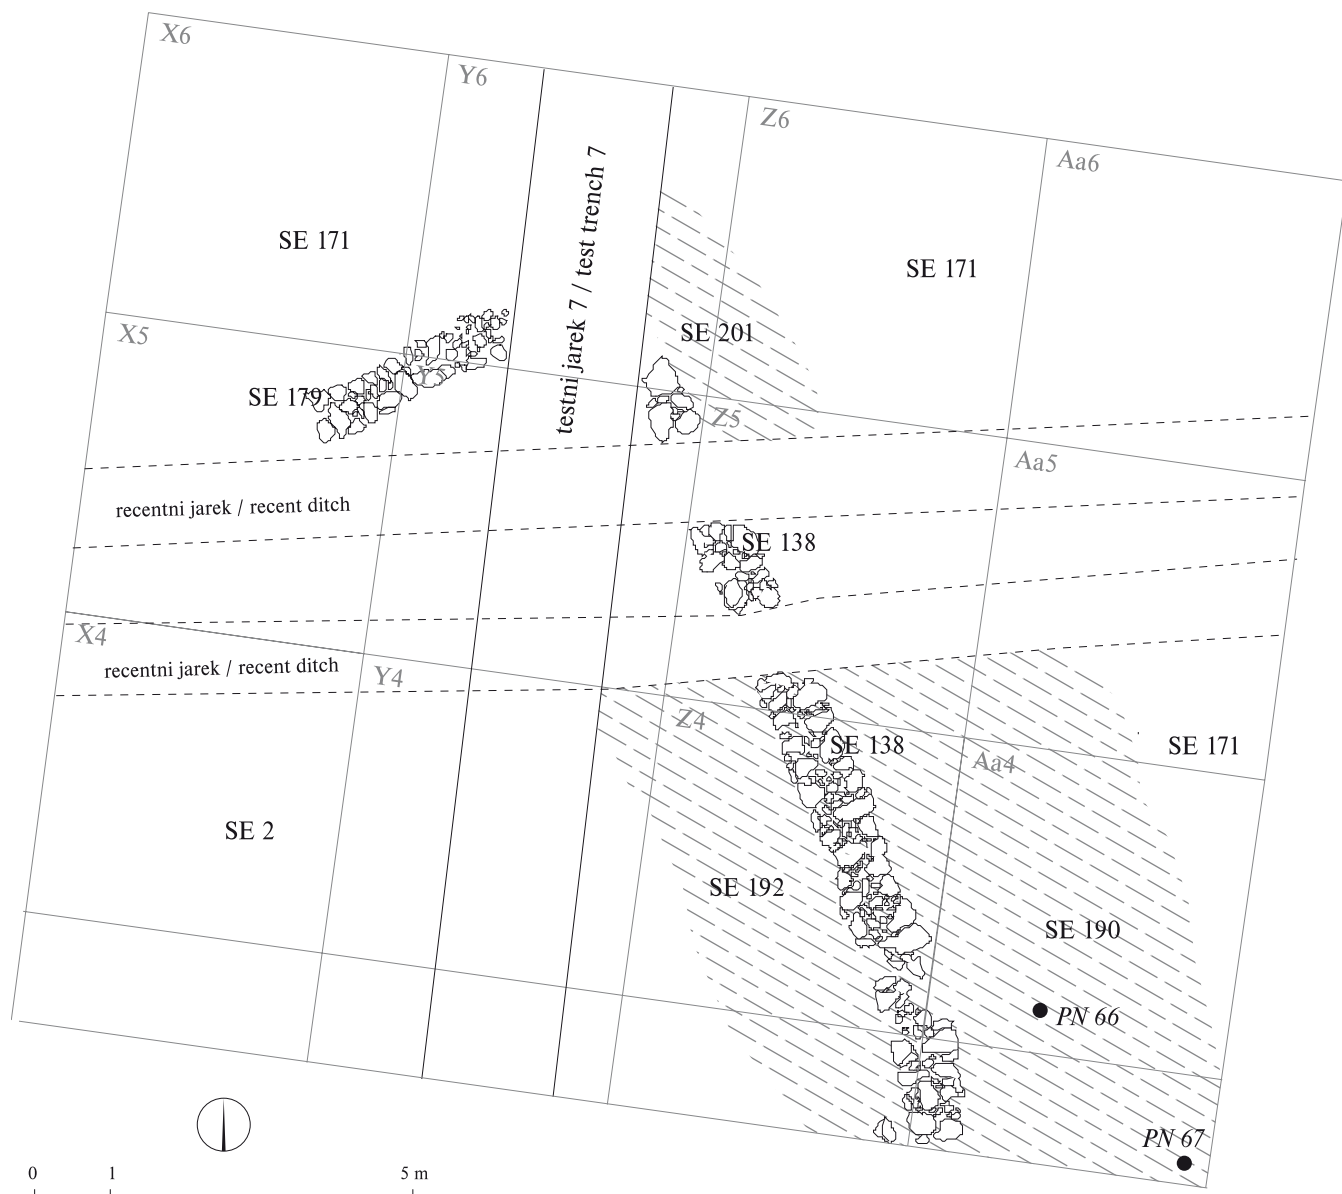 X6
Y6
Z6
Aa6
testni jarek 7 / test trench 7
SE 171
SE 171
X5
SE 201
Y5
SE 179
Z5
Aa5
recentni jarek / recent ditch
SE 138
X4
recentni jarek / recent ditch
Y4
Z4
SE 138
SE 171
Aa4
SE 2
SE 192
SE 190
PN 66
PN 67
0 1 5 m